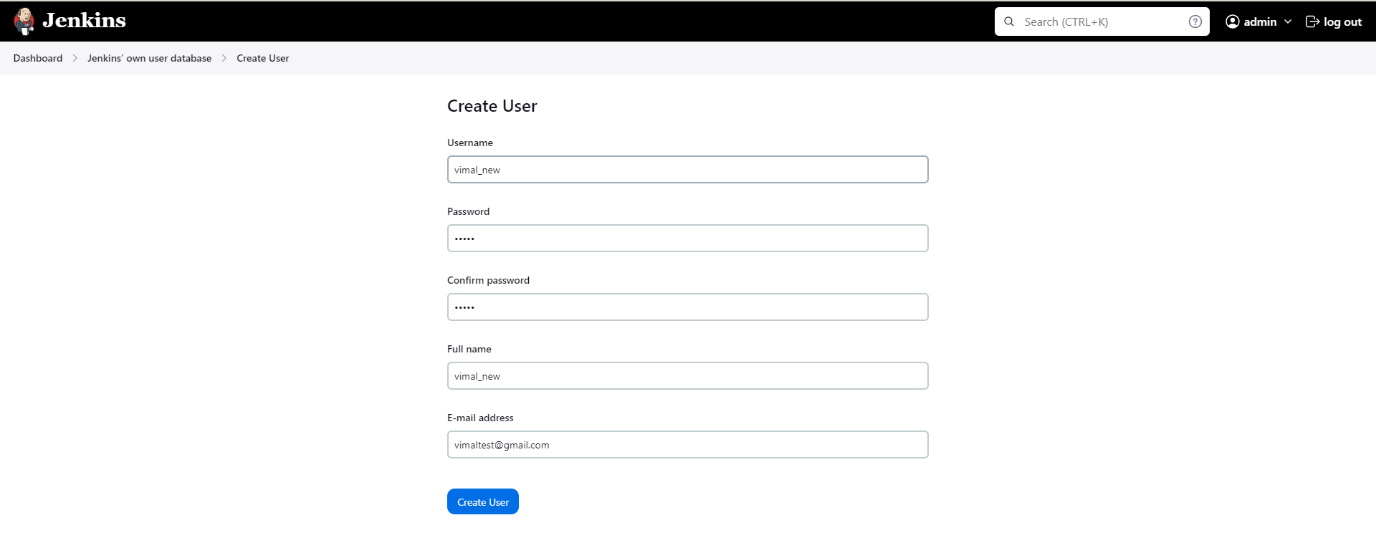 Jenkins
Search (CTRL+K)
admin
log out
Dashboard
Jenkins' own user database
Create User
Create User
Username
vimal_new
Password
•••••
Confirm password
•••••
Full name
vimal_new
E-mail address
vimaltest@gmail.com
Create User